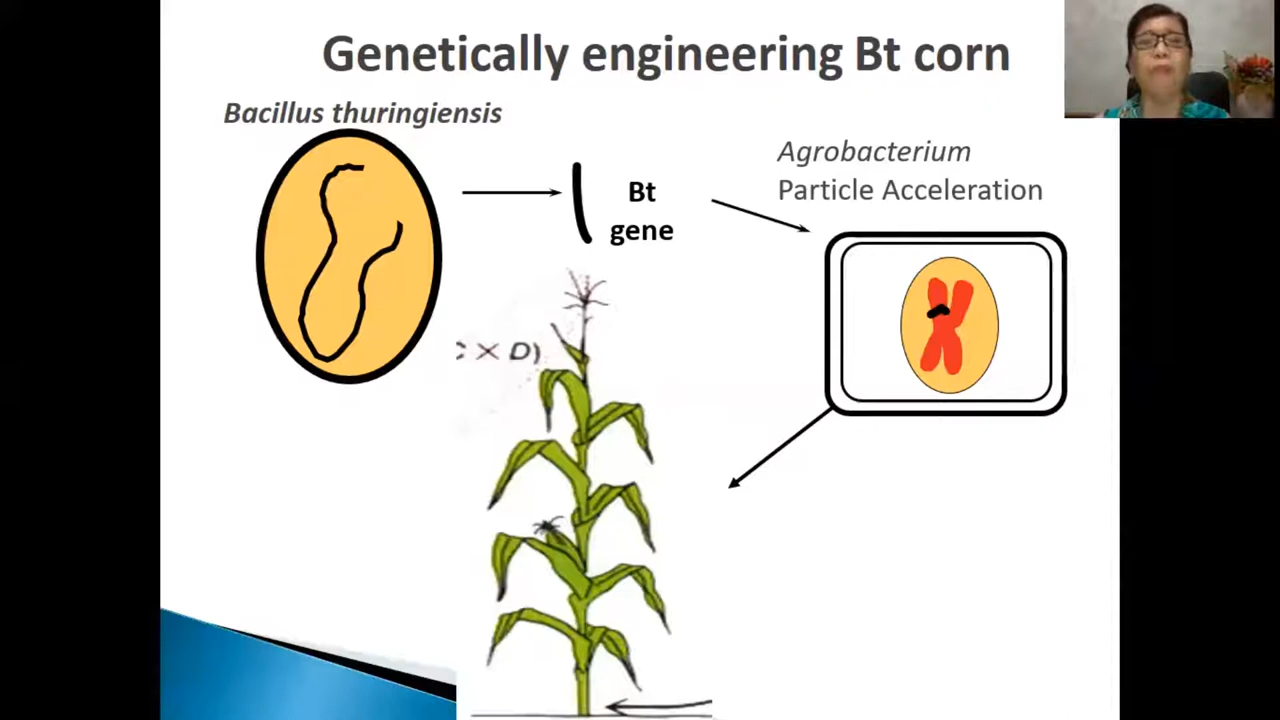 Genetically engineering Bt corn
Bacillus thuringiensis
Bt
gene
Agrobacterium
Particle Acceleration
X D)